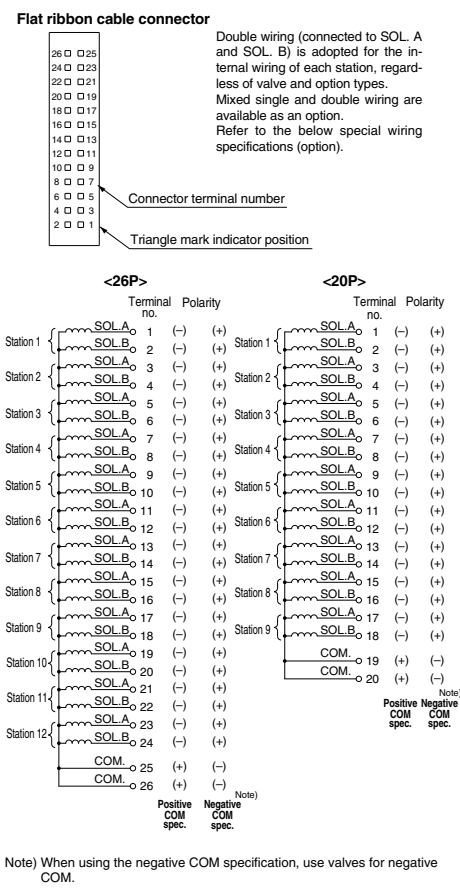 Flat ribbon cable connector
Double wiring (connected to SOL. A
and SOL. B) is adopted for the in-
ternal wiring of each station, regard-
less of valve and option types.
Mixed single and double wiring are
available as an option.
Refer to the below special wiring
specifications (option).
26 25
24 23
22 21
20 19
18 17
16 15
14 13
12 11
10 9
8 7
6 5
4 3
2 1
Connector terminal number
Triangle mark indicator position
<26P>
Terminal no. Polarity
Station 1
SOL.A 1 (–) (+)
SOL.B 2 (–) (+)
Station 2
SOL.A 3 (–) (+)
SOL.B 4 (–) (+)
Station 3
SOL.A 5 (–) (+)
SOL.B 6 (–) (+)
Station 4
SOL.A 7 (–) (+)
SOL.B 8 (–) (+)
Station 5
SOL.A 9 (–) (+)
SOL.B 10 (–) (+)
Station 6
SOL.A 11 (–) (+)
SOL.B 12 (–) (+)
Station 7
SOL.A 13 (–) (+)
SOL.B 14 (–) (+)
Station 8
SOL.A 15 (–) (+)
SOL.B 16 (–) (+)
Station 9
SOL.A 17 (–) (+)
SOL.B 18 (–) (+)
Station 10
SOL.A 19 (–) (+)
SOL.B 20 (–) (+)
Station 11
SOL.A 21 (–) (+)
SOL.B 22 (–) (+)
Station 12
SOL.A 23 (–) (+)
SOL.B 24 (–) (+)
COM. 25 (+) (–)
COM. 26 (+) (–)
Note)
Positive Negative
COM COM
spec. spec.
<20P>
Terminal no. Polarity
Station 1
SOL.A 1 (–) (+)
SOL.B 2 (–) (+)
Station 2
SOL.A 3 (–) (+)
SOL.B 4 (–) (+)
Station 3
SOL.A 5 (–) (+)
SOL.B 6 (–) (+)
Station 4
SOL.A 7 (–) (+)
SOL.B 8 (–) (+)
Station 5
SOL.A 9 (–) (+)
SOL.B 10 (–) (+)
Station 6
SOL.A 11 (–) (+)
SOL.B 12 (–) (+)
Station 7
SOL.A 13 (–) (+)
SOL.B 14 (–) (+)
Station 8
SOL.A 15 (–) (+)
SOL.B 16 (–) (+)
Station 9
SOL.A 17 (–) (+)
SOL.B 18 (–) (+)
COM. 19 (+) (–)
COM. 20 (+) (–)
Note)
Positive Negative
COM COM
spec. spec.
Note) When using the negative COM specification, use valves for negative
COM.